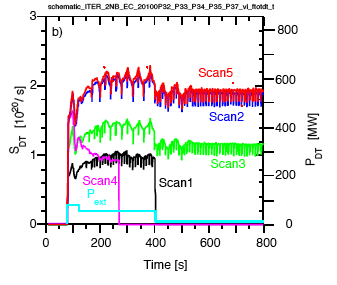 schematic_ITER_2NB_EC_20100P32_P33_P34_P35_P37_vl_ftotdt_t
b)
3
2
1
0
S_DT [10^20/ s]
800
600
400
200
0
P_DT [MW]
Scan5
Scan2
Scan3
Scan4
Scan1
P_ext
0 200 400 600 800
Time [s]